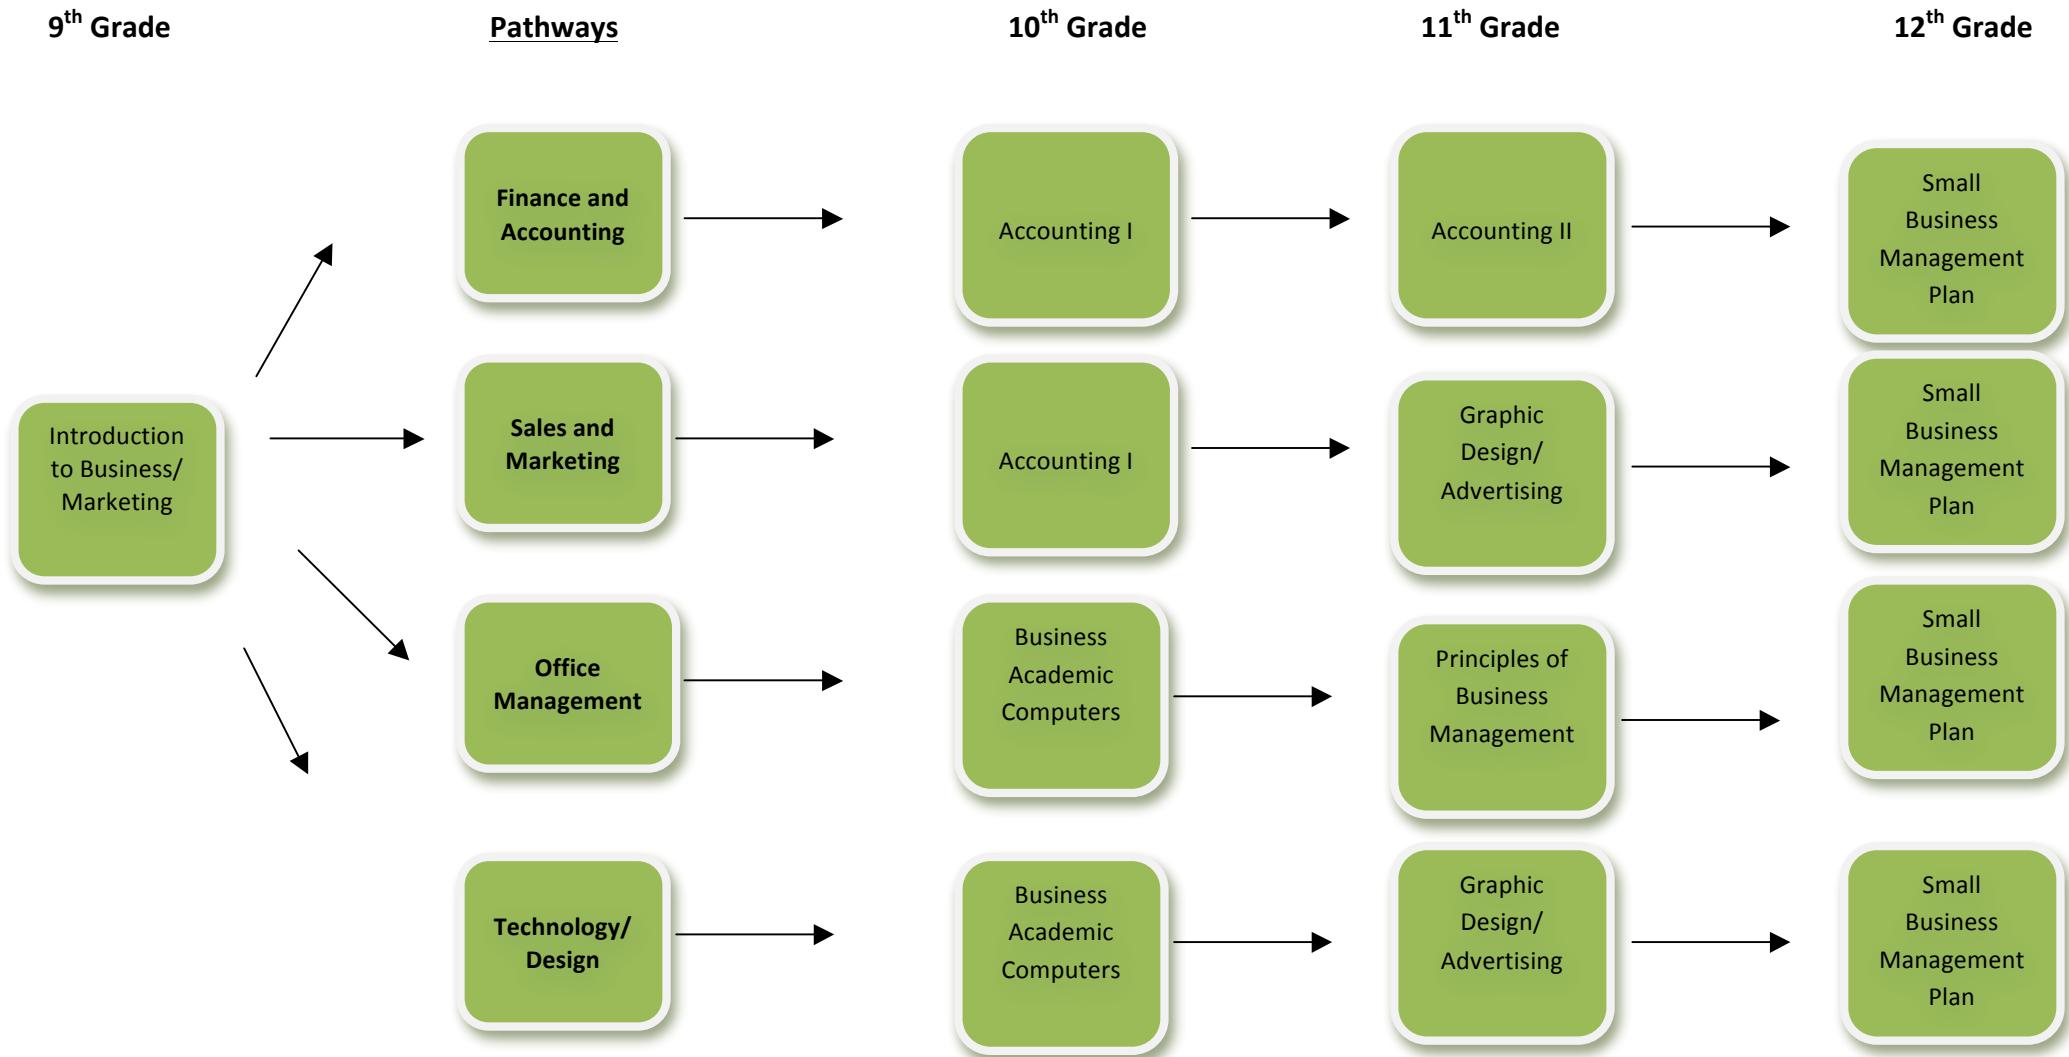 9th Grade
Pathways
10th Grade
11th Grade
12th Grade
Introduction
to Business/
Marketing
Finance and
Accounting
Accounting I
Accounting II
Small
Business
Management
Plan
Sales and
Marketing
Accounting I
Graphic
Design/
Advertising
Small
Business
Management
Plan
Office
Management
Business
Academic
Computers
Principles of
Business
Management
Small
Business
Management
Plan
Technology/
Design
Business
Academic
Computers
Graphic
Design/
Advertising
Small
Business
Management
Plan